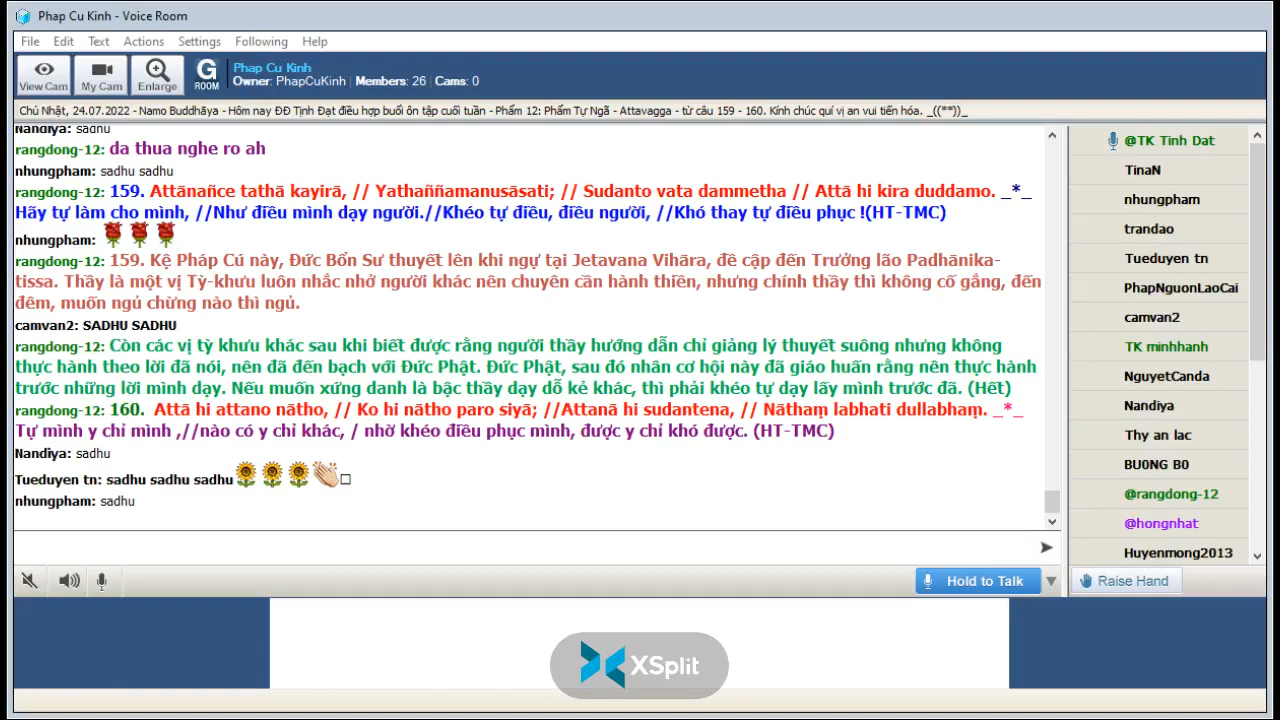 Phap Cu Kinh - Voice Room
File Edit Text Actions Settings Following Help
View Cam My Cam Enlarge G ROOM Phap Cu Kinh
Owner: PhapCuKinh | Members: 26 | Cams: 0
Chủ Nhật, 24.07.2022 - Namo Buddhāya - Hôm nay ĐĐ Tịnh Đạt điều hợp buổi ôn tập cuối tuần - Phẩm 12: Phẩm Tự Ngã - Attavagga - từ câu 159 - 160. Kính chúc quí vị an vui tiến hóa. _((**))_
Nandiya: sadhu
rangdong-12: da thua nghe ro ah
nhungpham: sadhu sadhu
rangdong-12: 159. Attānañce tathā kayirā, // Yathaññamanusāsati; // Sudanto vata dammetha // Attā hi kira duddamo. _*_
Hãy tự làm cho mình, //Như điều mình dạy người.//Khéo tự điều, điều người, //Khó thay tự điều phục !(HT-TMC)
nhungpham:
rangdong-12: 159. Kệ Pháp Cú này, Đức Bổn Sư thuyết lên khi ngự tại Jetavana Vihāra, đề cập đến Trưởng lão Padhānika-
tissa. Thầy là một vị Tỳ-khưu luôn nhắc nhở người khác nên chuyên cần hành thiền, nhưng chính thầy thì không cố gắng, đến
đêm, muốn ngủ chừng nào thì ngủ.
camvan2: SADHU SADHU
rangdong-12: Còn các vị tỳ khưu khác sau khi biết được rằng người thầy hướng dẫn chỉ giảng lý thuyết suông nhưng không
thực hành theo lời đã nói, nên đã đến bạch với Đức Phật. Đức Phật, sau đó nhân cơ hội này đã giáo huấn rằng nên thực hành
trước những lời mình dạy. Nếu muốn xứng danh là bậc thầy dạy dỗ kẻ khác, thì phải khéo tự dạy lấy mình trước đã. (Hết)
rangdong-12: 160. Attā hi attano nātho, // Ko hi nātho paro siyā; //Attanā hi sudantena, // Nāthaṃ labhati dullabhaṃ. _*_
Tự mình y chỉ mình ,//nào có y chỉ khác, / nhờ khéo điều phục mình, được y chỉ khó được. (HT-TMC)
Nandiya: sadhu
Tueduyen tn: sadhu sadhu sadhu
nhungpham: sadhu
@TK Tinh Dat
TinaN
nhungpham
trandao
Tueduyen tn
PhapNguonLaoCai
camvan2
TK minhhanh
NguyetCanda
Nandiya
Thy an lac
BU0NG B0
@rangdong-12
@hongnhat
Huyenmong2013
Hold to Talk
Raise Hand
XSplit